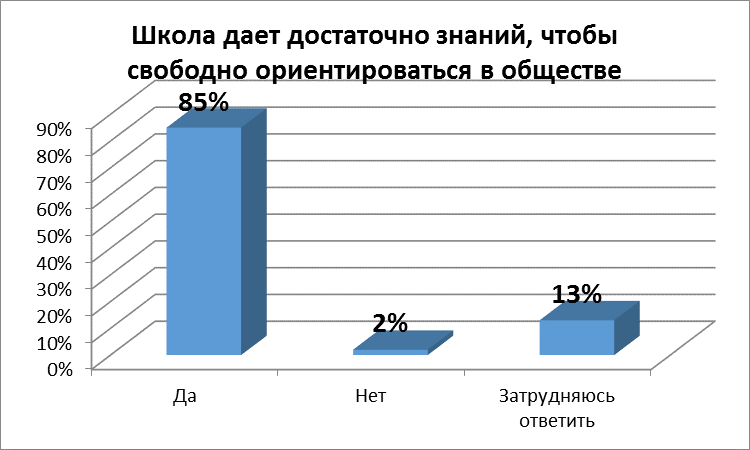 Школа дает достаточно знаний, чтобы
свободно ориентироваться в обществе
85%
2%
13%
90%
80%
70%
60%
50%
40%
30%
20%
10%
0%
Да
Нет
Затрудняюсь
ответить